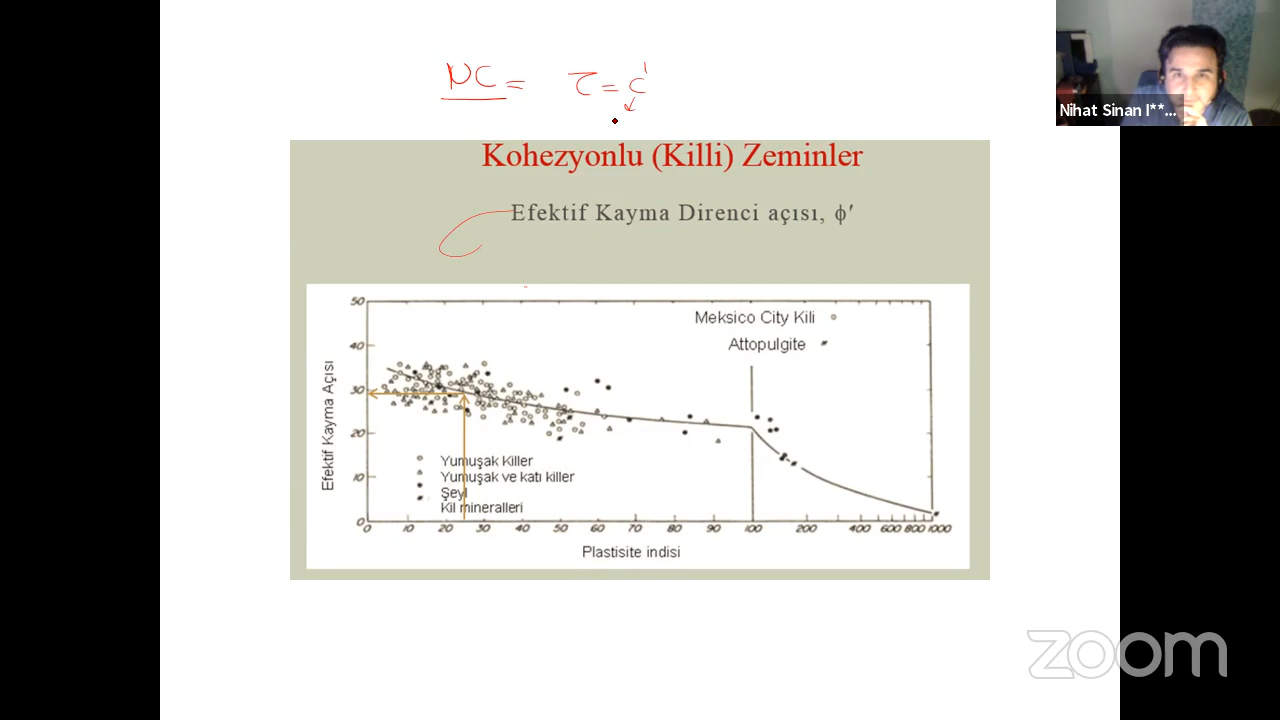 NC = τ = c'
Nihat Sinan I**...
Kohezyonlu (Killi) Zeminler
Efektif Kayma Direnci açısı, ϕ′
50
40
30
20
10
0
Efektif Kayma Açısı
Meksico City Kili
Attopulgite
Yumuşak Killer
Yumuşak ve katı killer
Şeyl
Kil mineralleri
0 10 20 30 40 50 60 70 80 90 100 200 400 600 800 1000
Plastisite indisi
zoom